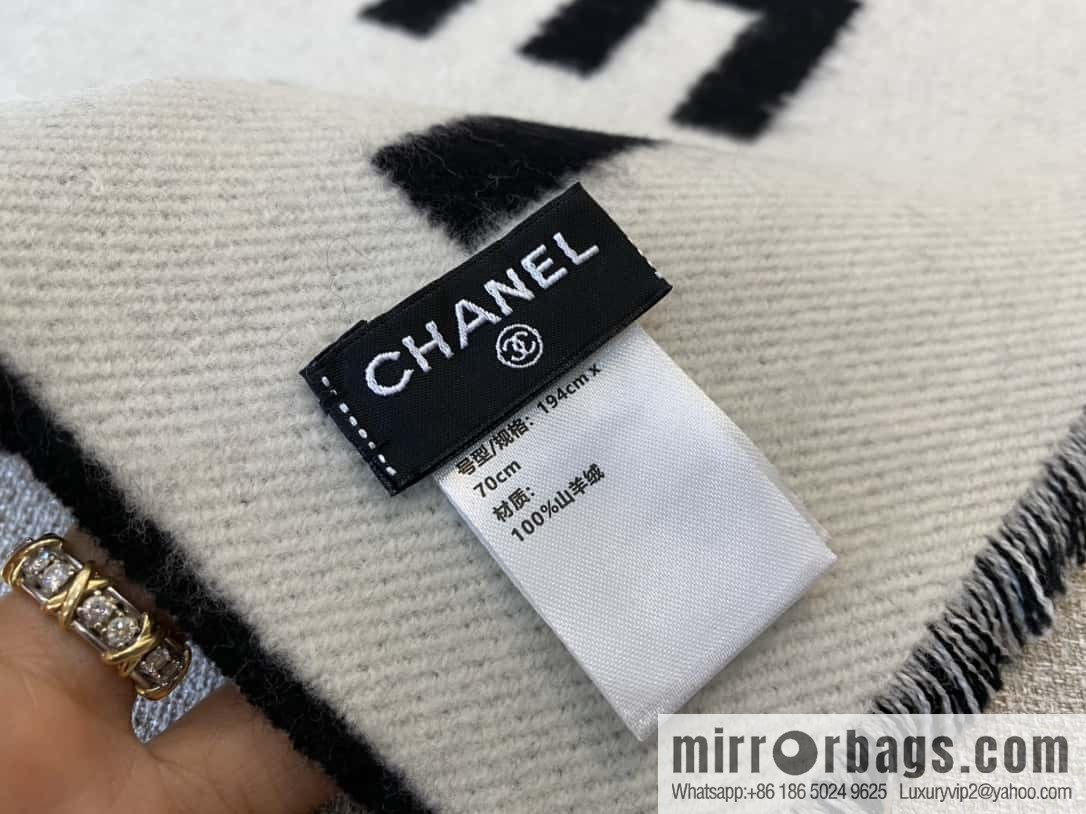 CHANEL
号型/规格: 194cm x
70cm
材质:
100%山羊绒
mirrorbags.com
Whatsapp:+86 186 5024 9625 Luxuryvip2@yahoo.com